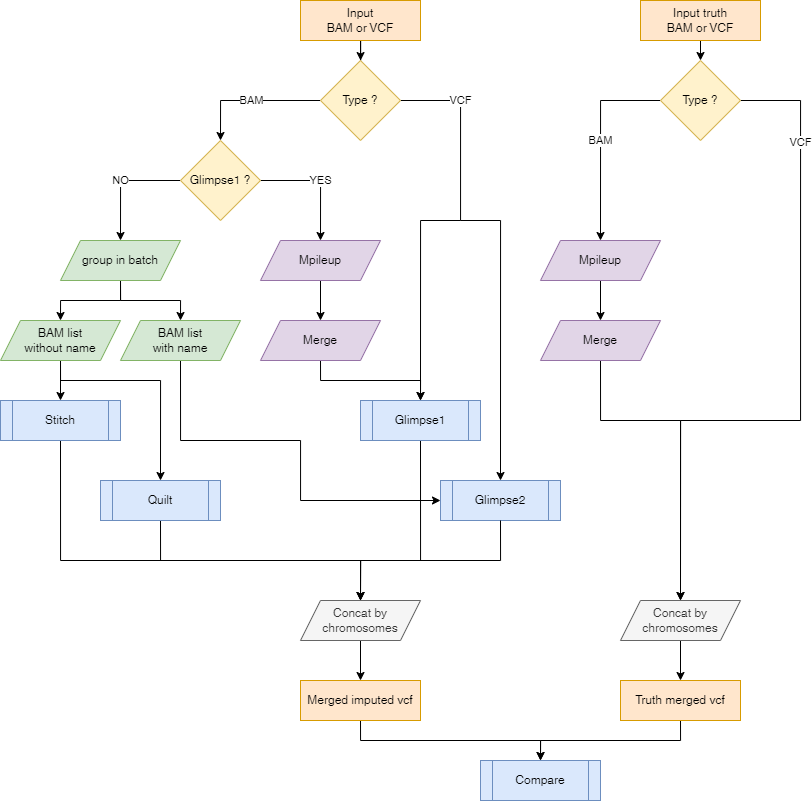 Input
BAM or VCF
Input truth
BAM or VCF
Type ?
BAM
VCF
Type ?
BAM
VCF
Glimpse1 ?
NO
YES
group in batch
Mpileup
Mpileup
BAM list
without name
BAM list
with name
Merge
Merge
Stitch
Glimpse1
Quilt
Glimpse2
Concat by
chromosomes
Concat by
chromosomes
Merged imputed vcf
Truth merged vcf
Compare